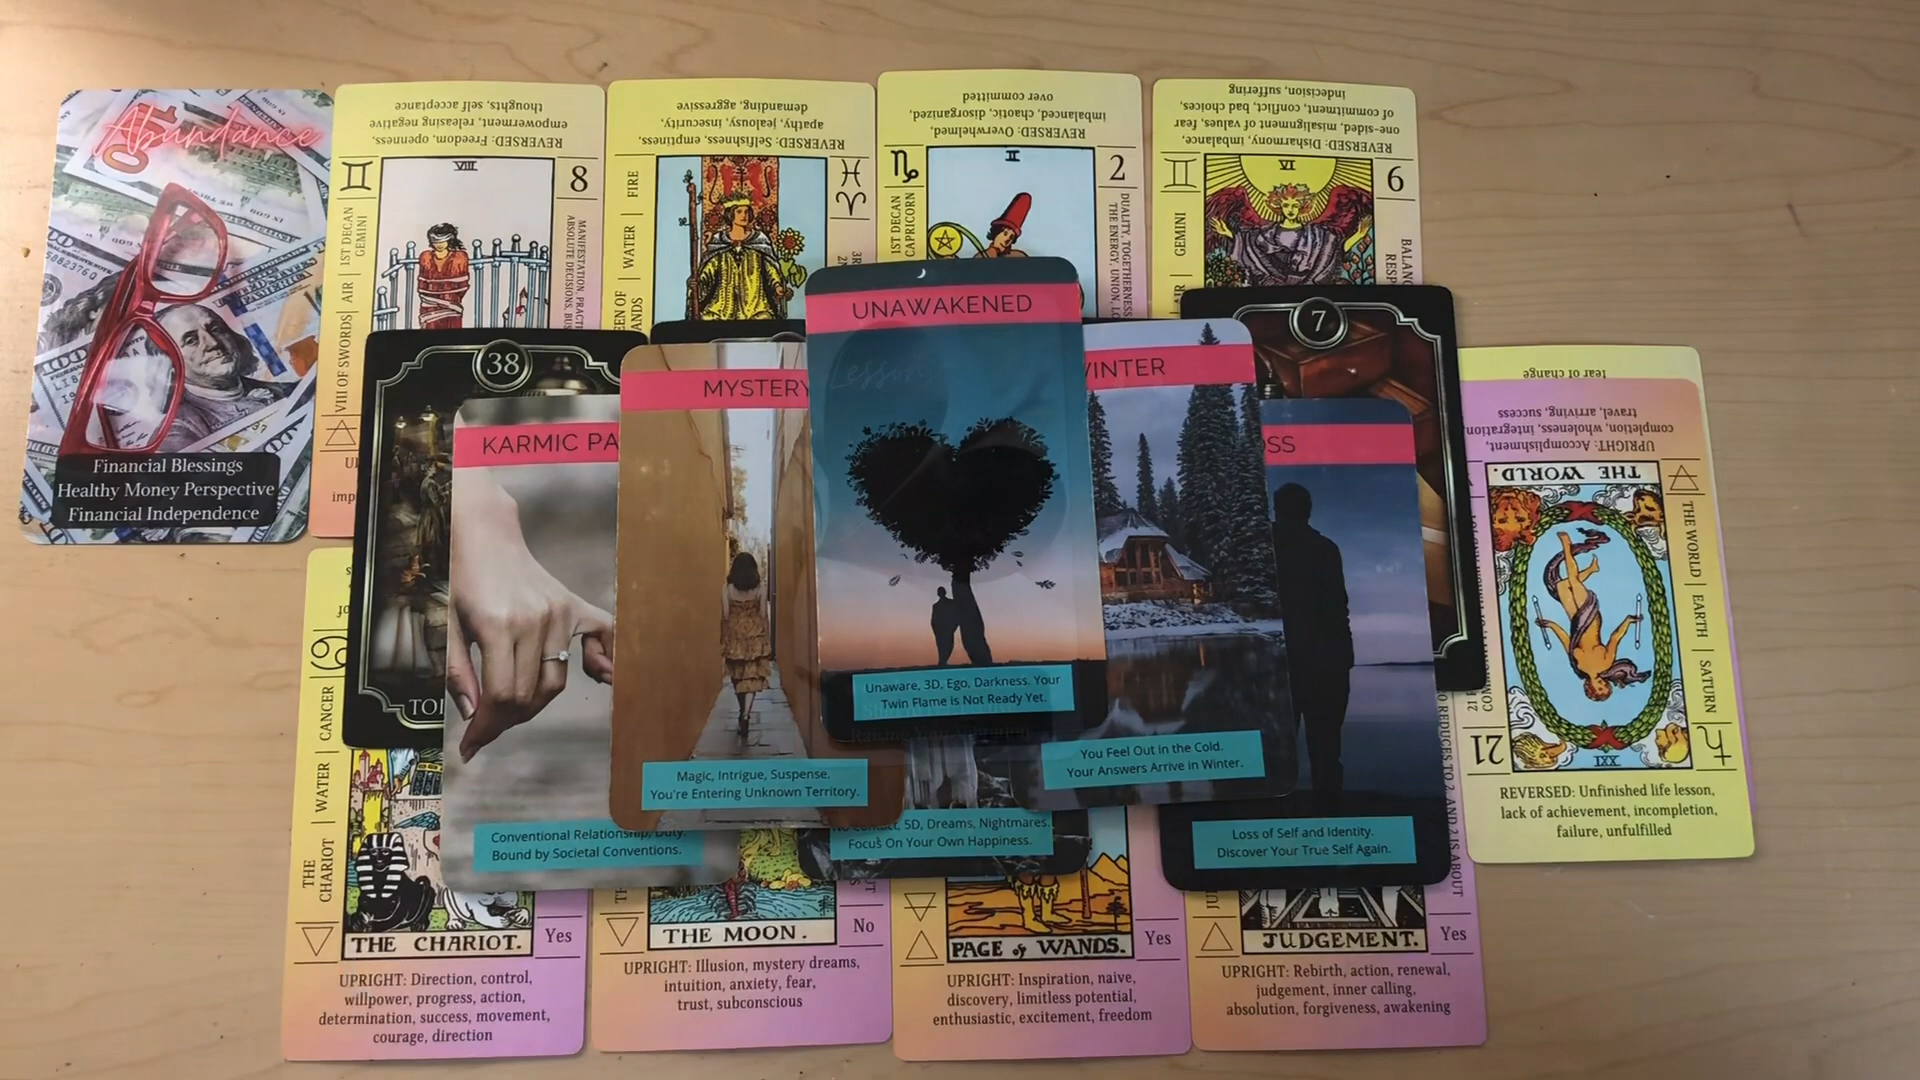 Abundance
Financial Blessings
Healthy Money Perspective
Financial Independence
REVERSED: Freedom, openness,
empowerment, releasing negative
thoughts, self acceptance
VIII
8
1ST DECAN
GEMINI
AIR
VIII OF SWORDS
REVERSED: Selfishness, emptiness,
apathy, jealousy, insecurity,
demanding, aggressive
FIRE
WATER
REVERSED: Overwhelmed,
imbalanced, chaotic, disorganized,
over committed
II
2
1ST DECAN
CAPRICORN
DUALITY, TOGETHERNESS
THE ENERGY, UNION,
REVERSED: Disharmony, imbalance,
one-sided, misalignment of values, fear
of commitment, conflict, bad choices,
indecision, suffering
VI
6
GEMINI
38
7
KARMIC PA
Conventional Relationship, Duty.
Bound by Societal Conventions.
MYSTERY
Magic, Intrigue, Suspense.
You're Entering Unknown Territory.
UNAWAKENED
Unaware, 3D, Ego, Darkness. Your
Twin Flame is Not Ready Yet.
INTER
You Feel Out in the Cold.
Your Answers Arrive in Winter.
No Contact, 5D, Dreams, Nightmares.
Focus On Your Own Happiness.
OSS
Loss of Self and Identity.
Discover Your True Self Again.
fear of change
UPRIGHT: Accomplishment,
completion, wholeness, integration,
travel, arriving, success
THE WORLD.
THE WORLD
EARTH
SATURN
21
XXI
REVERSED: Unfinished life lesson,
lack of achievement, incompletion,
failure, unfulfilled
CANCER
WATER
THE
CHARIOT
THE CHARIOT.
Yes
UPRIGHT: Direction, control,
willpower, progress, action,
determination, success, movement,
courage, direction
THE MOON.
No
UPRIGHT: Illusion, mystery dreams,
intuition, anxiety, fear,
trust, subconscious
PAGE of WANDS.
Yes
UPRIGHT: Inspiration, naive,
discovery, limitless potential,
enthusiastic, excitement, freedom
JUDGEMENT.
Yes
UPRIGHT: Rebirth, action, renewal,
judgement, inner calling,
absolution, forgiveness, awakening